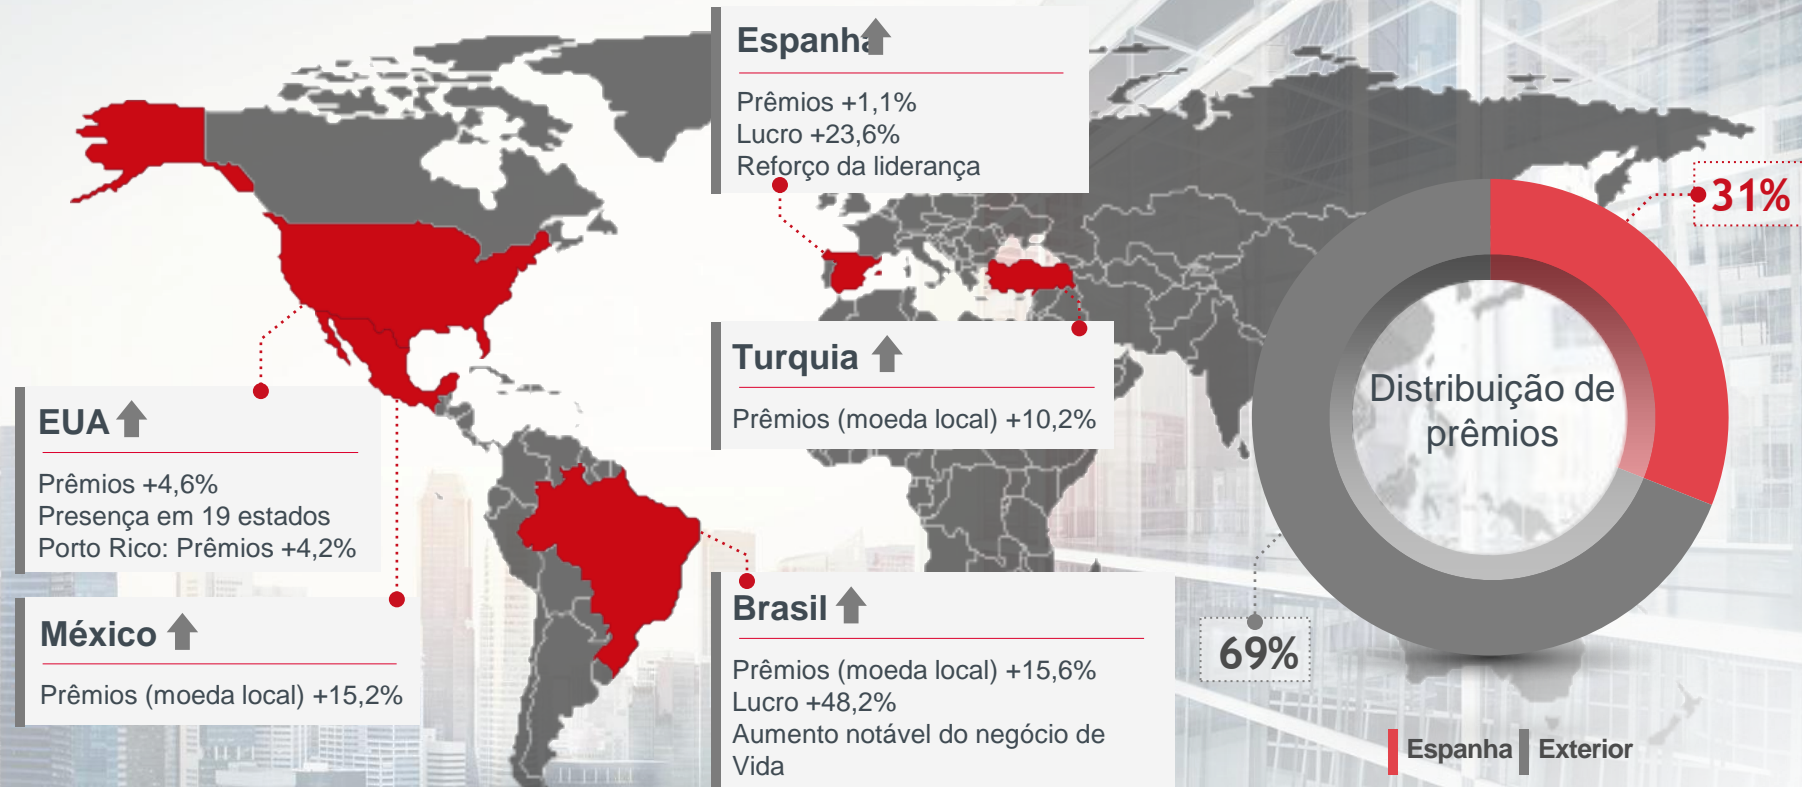 Espanha
Prêmios +1,1%
Lucro +23,6%
Reforço da liderança
31%
Turquia
Prêmios (moeda local) +10,2%
Distribuição de
prêmios
EUA
Prêmios +4,6%
Presença em 19 estados
Porto Rico: Prêmios +4,2%
México
Prêmios (moeda local) +15,2%
Brasil
Prêmios (moeda local) +15,6%
Lucro +48,2%
Aumento notável do negócio de
Vida
69%
Espanha
Exterior